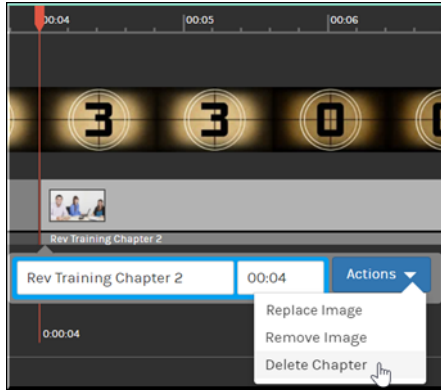 00:04 00:05 00:06
3 3 0
Rev Training Chapter 2
Rev Training Chapter 2 00:04 Actions
Replace Image
0:00:04
Remove Image
Delete Chapter